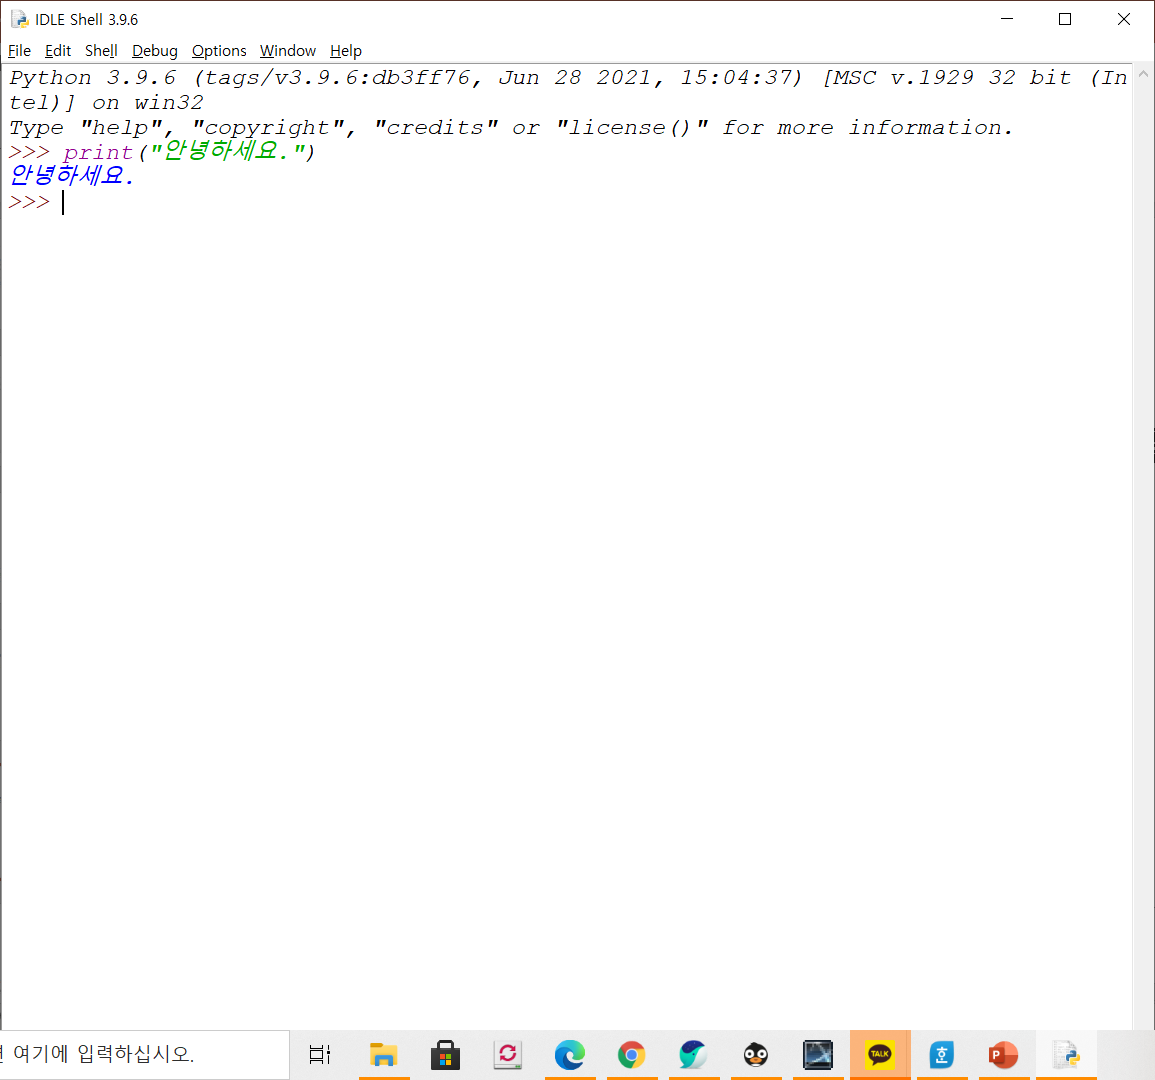 IDLE Shell 3.9.6
File Edit Shell Debug Options Window Help
Python 3.9.6 (tags/v3.9.6:db3ff76, Jun 28 2021, 15:04:37) [MSC v.1929 32 bit (In
tel)] on win32
Type "help", "copyright", "credits" or "license()" for more information.
>>> print("안녕하세요.")
안녕하세요.
>>>
여기에 입력하십시오.
TALK
P